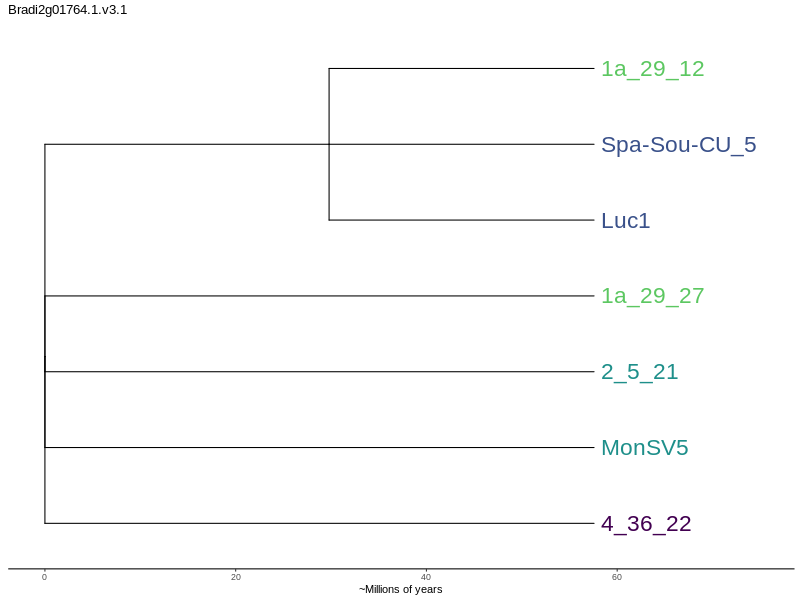 Bradi2g01764.1.v3.1
1a_29_12
Spa-Sou-CU_5
Luc1
1a_29_27
2_5_21
MonSV5
4_36_22
0 20 40 60
~Millions of years